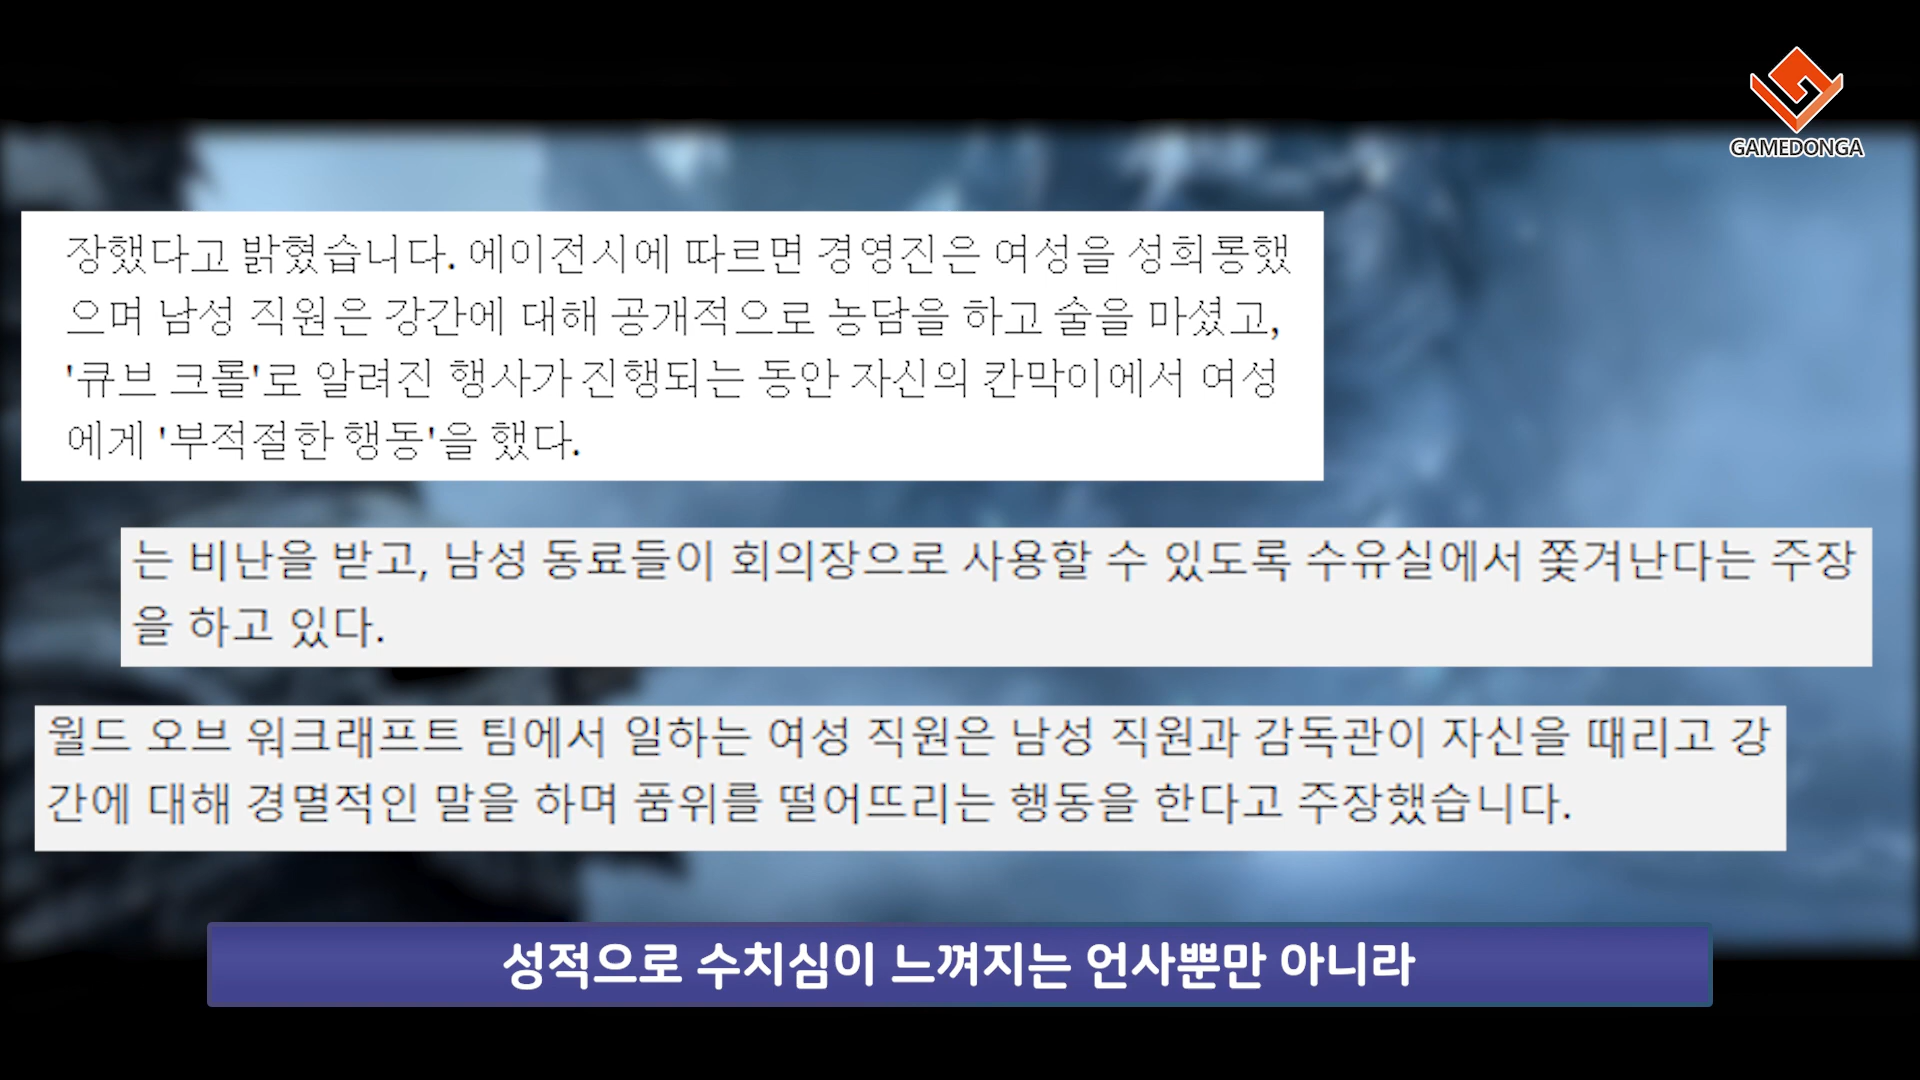 GAMEDONGA
장했다고 밝혔습니다. 에이전시에 따르면 경영진은 여성을 성희롱했
으며 남성 직원은 강간에 대해 공개적으로 농담을 하고 술을 마셨고,
'큐브 크롤'로 알려진 행사가 진행되는 동안 자신의 칸막이에서 여성
에게 '부적절한 행동'을 했다.
는 비난을 받고, 남성 동료들이 회의장으로 사용할 수 있도록 수유실에서 쫓겨난다는 주장
을 하고 있다.
월드 오브 워크래프트 팀에서 일하는 여성 직원은 남성 직원과 감독관이 자신을 때리고 강
간에 대해 경멸적인 말을 하며 품위를 떨어뜨리는 행동을 한다고 주장했습니다.
성적으로 수치심이 느껴지는 언사뿐만 아니라